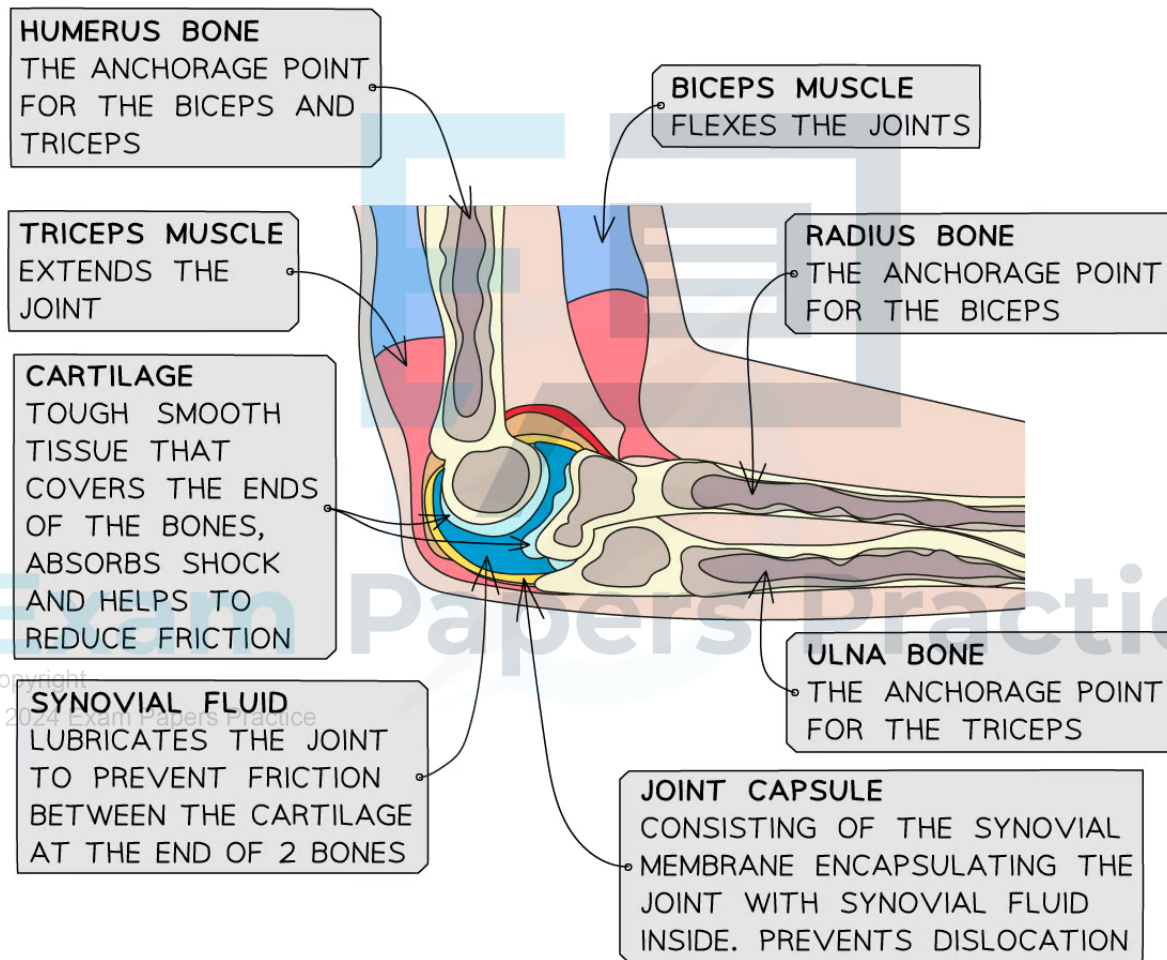 HUMERUS BONE
THE ANCHORAGE POINT
FOR THE BICEPS AND
TRICEPS
BICEPS MUSCLE
FLEXES THE JOINTS
TRICEPS MUSCLE
EXTENDS THE
JOINT
RADIUS BONE
THE ANCHORAGE POINT
FOR THE BICEPS
CARTILAGE
TOUGH SMOOTH
TISSUE THAT
COVERS THE ENDS
OF THE BONES,
ABSORBS SHOCK
AND HELPS TO
REDUCE FRICTION
Exam Papers Practic
opyright
2024 Exam Papers Practice
SYNOVIAL FLUID
LUBRICATES THE JOINT
TO PREVENT FRICTION
BETWEEN THE CARTILAGE
AT THE END OF 2 BONES
ULNA BONE
THE ANCHORAGE POINT
FOR THE TRICEPS
JOINT CAPSULE
CONSISTING OF THE SYNOVIAL
MEMBRANE ENCAPSULATING THE
JOINT WITH SYNOVIAL FLUID
INSIDE. PREVENTS DISLOCATION